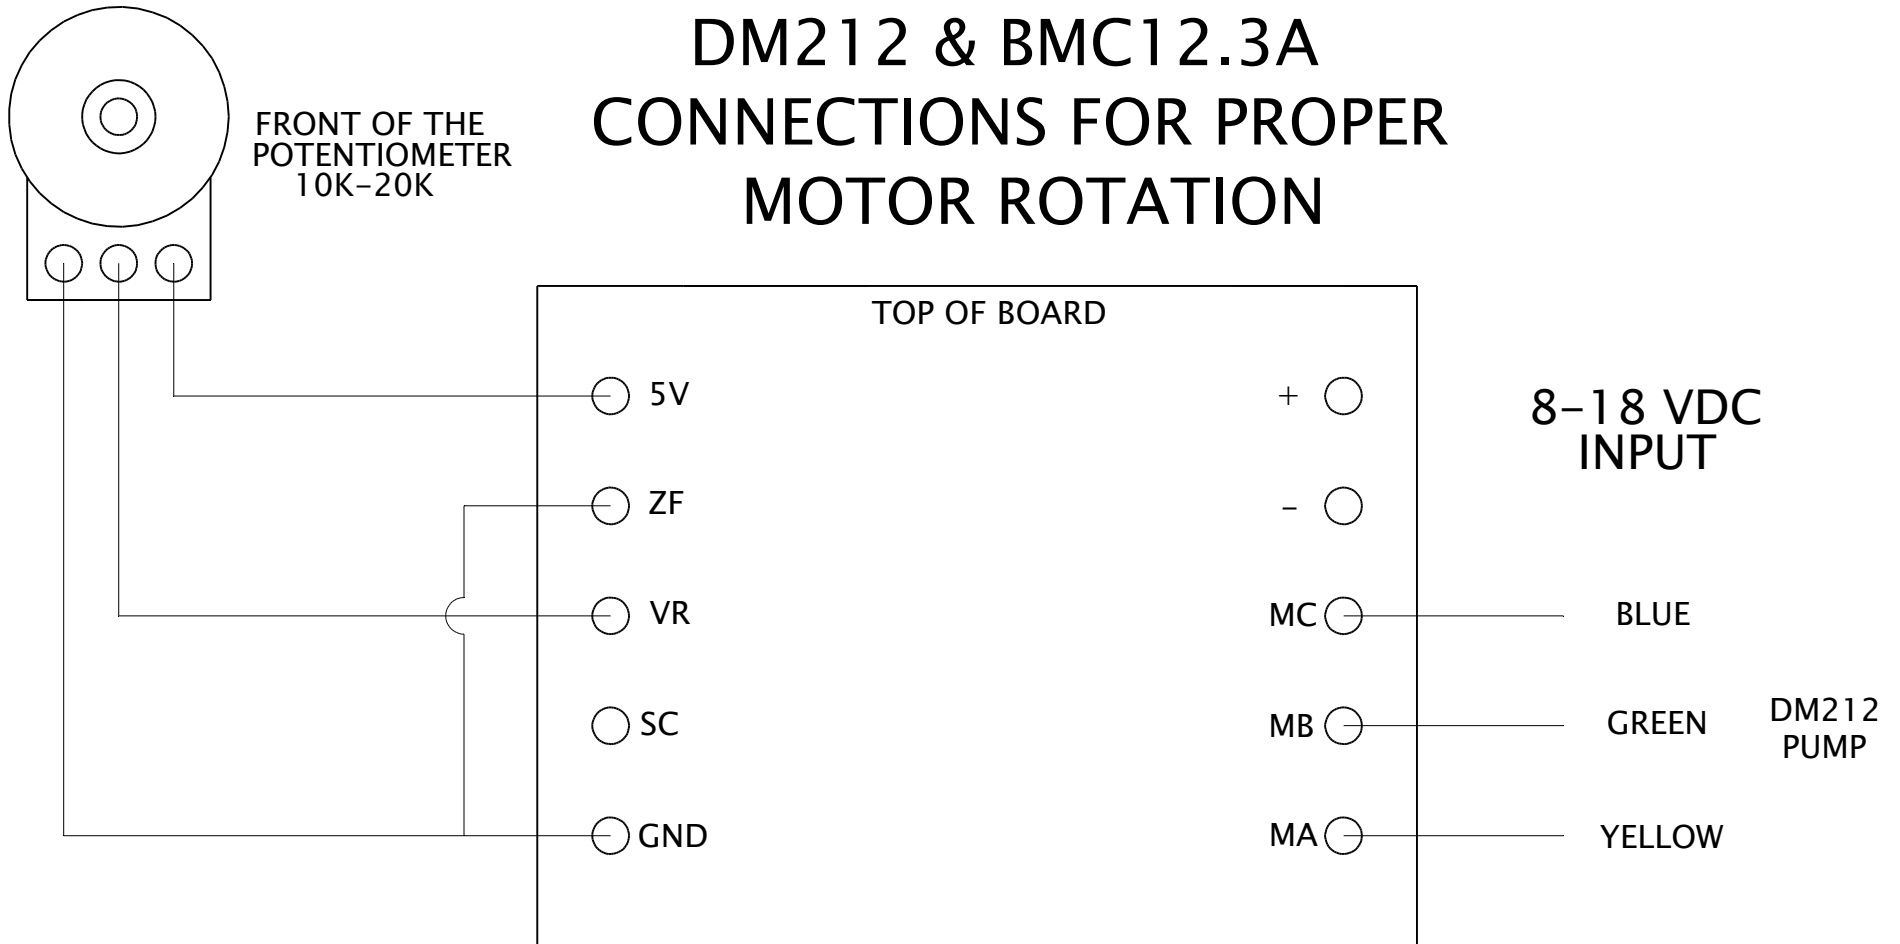 DM212 & BMC12.3A
CONNECTIONS FOR PROPER
MOTOR ROTATION
FRONT OF THE
POTENTIOMETER
10K-20K
TOP OF BOARD
5V
ZF
VR
SC
GND
+
-
MC
MB
MA
8-18 VDC
INPUT
BLUE
GREEN
YELLOW
DM212
PUMP